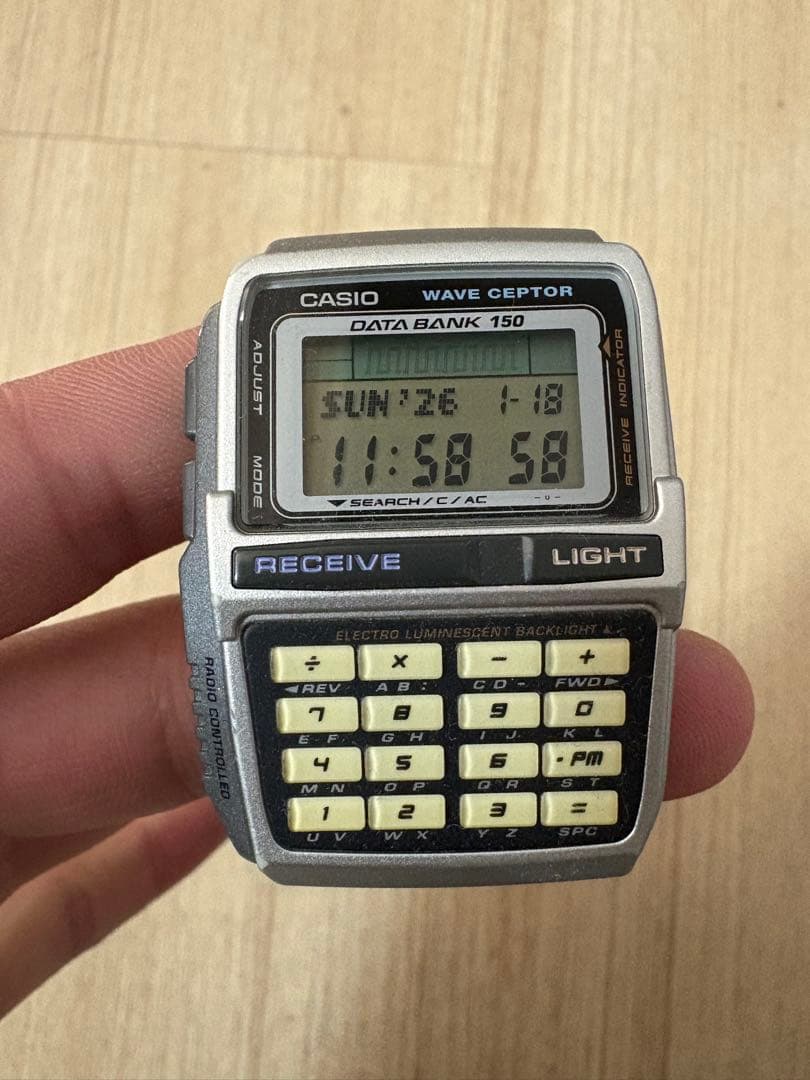 CASIO WAVE CEPTOR
DATA BANK 150
ADJUST
MODE
RECEIVE INDICATOR
SUN '26 1-18
11:58 58
▼SEARCH/C/AC
RECEIVE LIGHT
ELECTRO LUMINESCENT BACKLIGHT
RADIO CONTROLLED
÷ × − +
◀REV A B : C D - FWD▶
7 8 9 0
E F G H I J K L
4 5 6 · PM
M N O P Q R S T
1 2 3 =
U V W X Y Z SPC